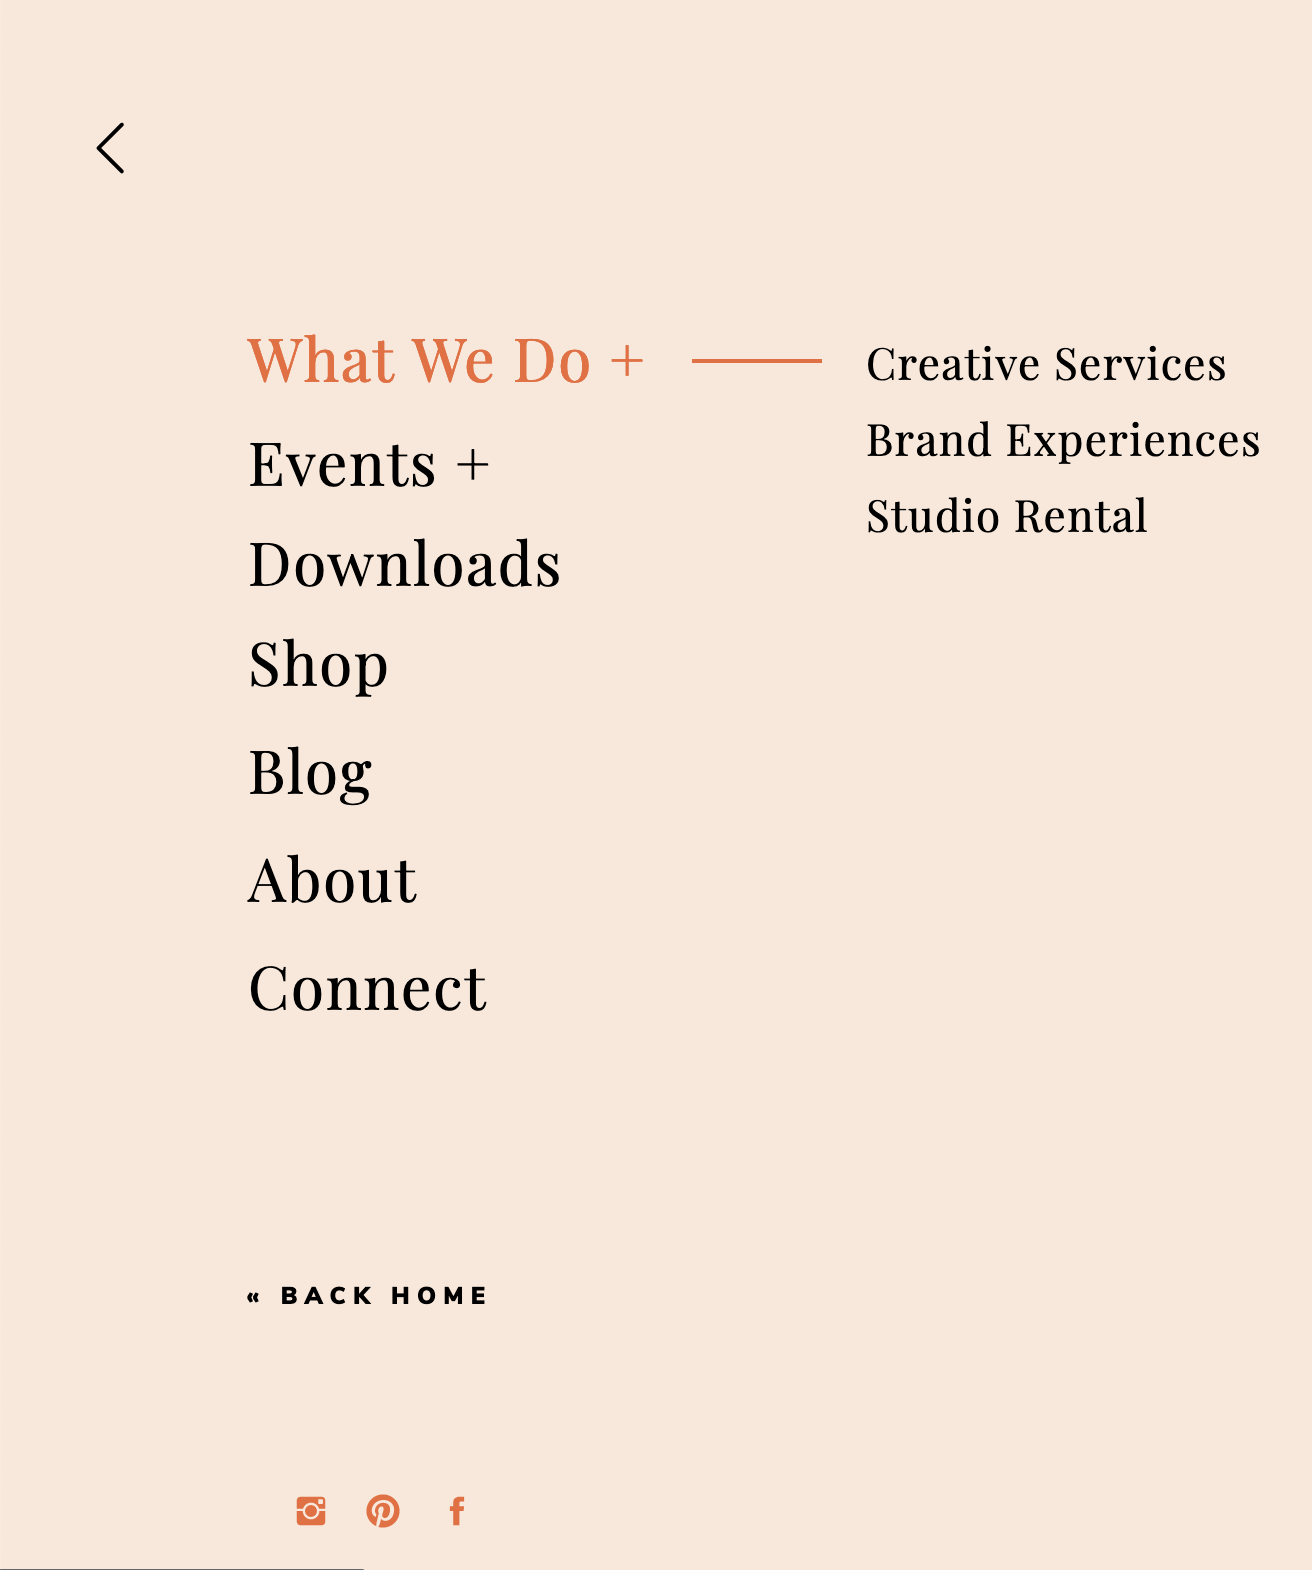 What We Do +
Creative Services
Brand Experiences
Studio Rental
Events +
Downloads
Shop
Blog
About
Connect
« BACK HOME